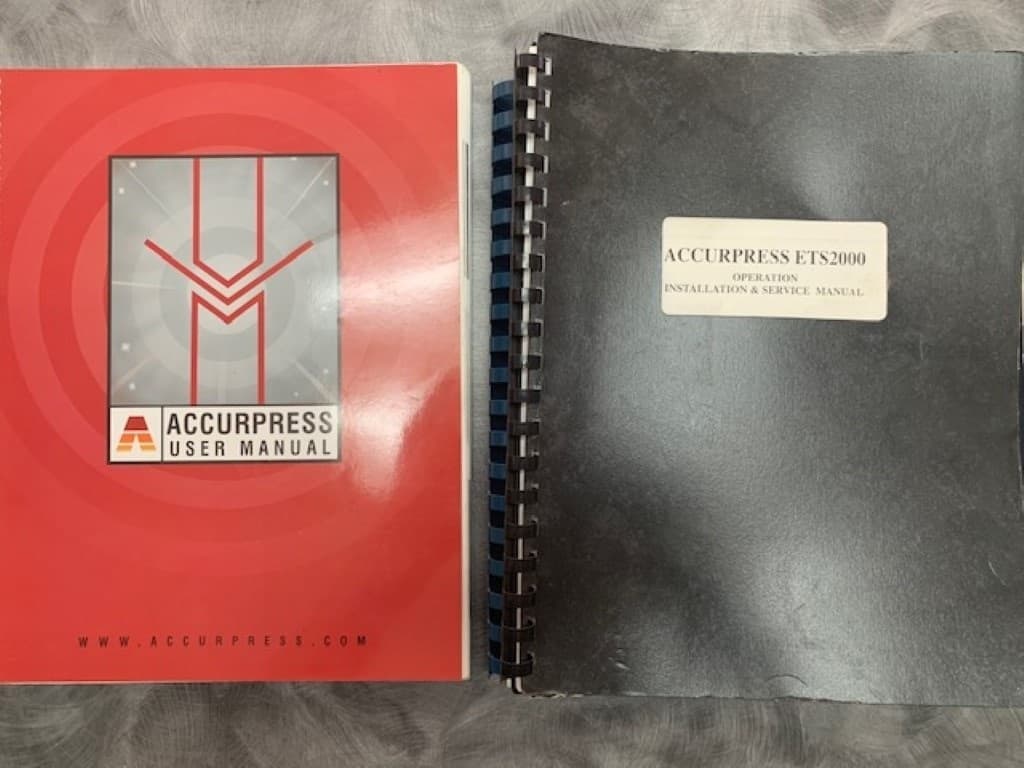 ACCURPRESS
USER MANUAL
WWW.ACCURPRESS.COM
ACCURPRESS ETS2000
OPERATION
INSTALLATION & SERVICE MANUAL